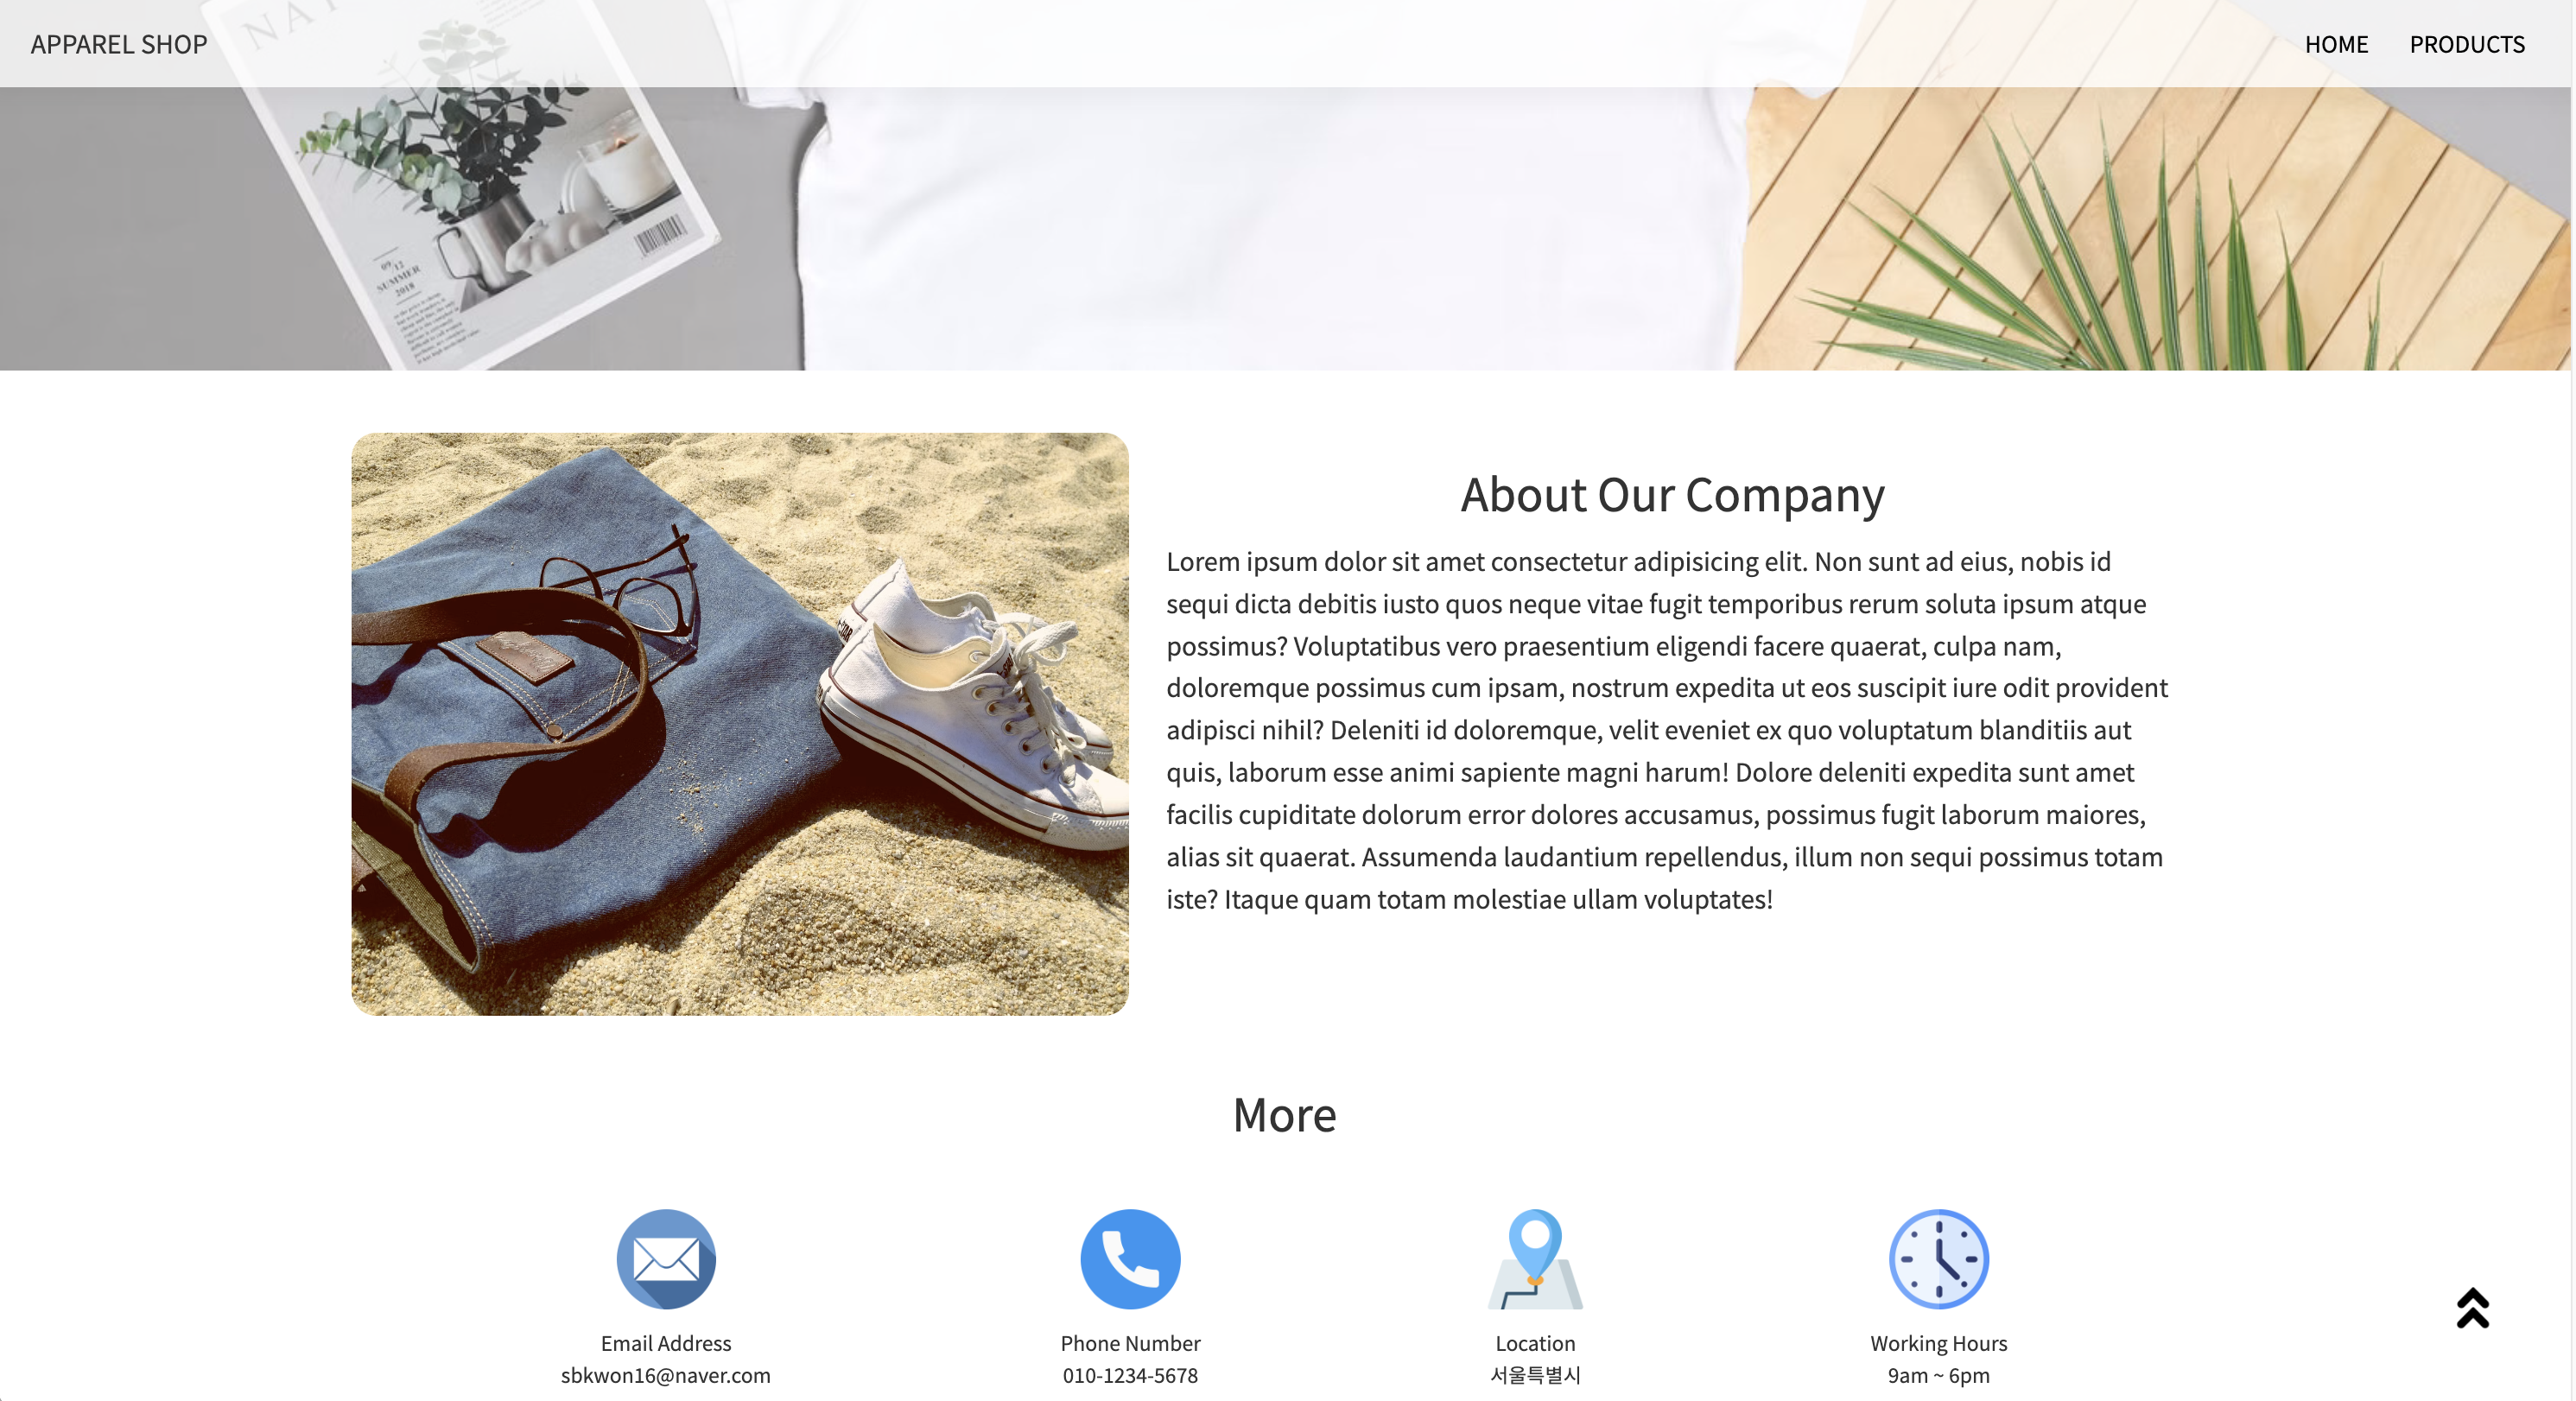 APPAREL SHOP
HOME
PRODUCTS
NAT
09/12
SUMMER
2018
About Our Company
Lorem ipsum dolor sit amet consectetur adipisicing elit. Non sunt ad eius, nobis id
sequi dicta debitis iusto quos neque vitae fugit temporibus rerum soluta ipsum atque
possimus? Voluptatibus vero praesentium eligendi facere quaerat, culpa nam,
doloremque possimus cum ipsam, nostrum expedita ut eos suscipit iure odit provident
adipisci nihil? Deleniti id doloremque, velit eveniet ex quo voluptatum blanditiis aut
quis, laborum esse animi sapiente magni harum! Dolore deleniti expedita sunt amet
facilis cupiditate dolorum error dolores accusamus, possimus fugit laborum maiores,
alias sit quaerat. Assumenda laudantium repellendus, illum non sequi possimus totam
iste? Itaque quam totam molestiae ullam voluptates!
More
Email Address
sbkwon16@naver.com
Phone Number
010-1234-5678
Location
서울특별시
Working Hours
9am ~ 6pm